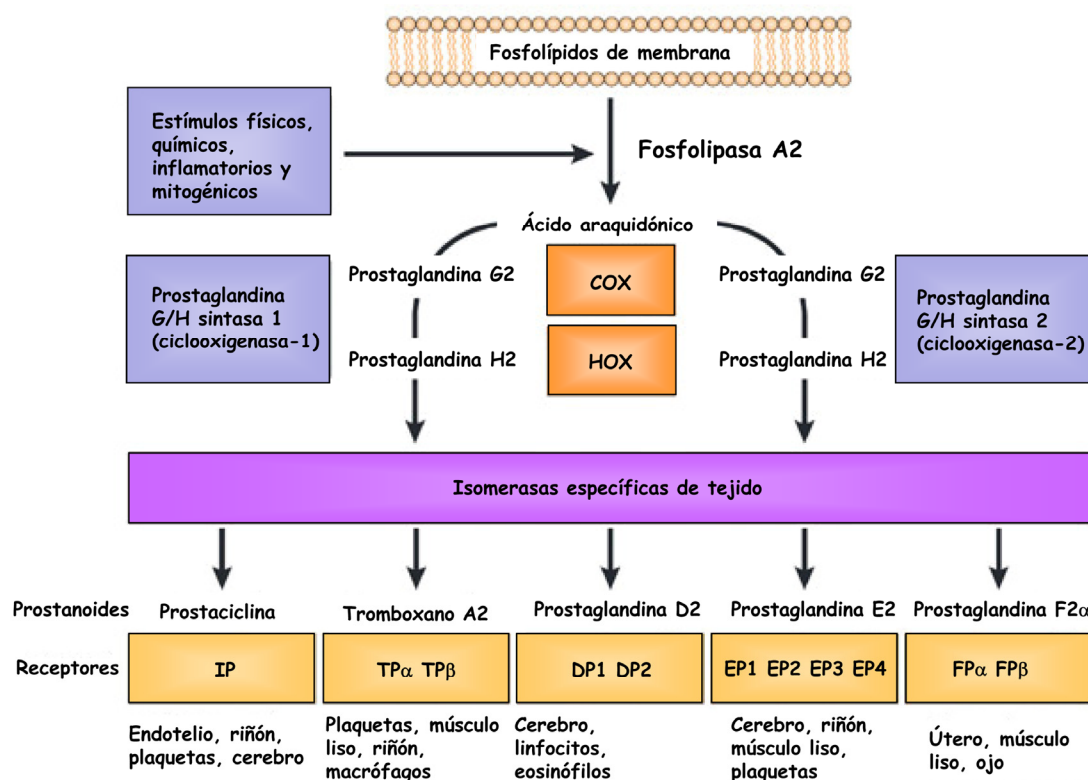 Fosfolípidos de membrana
Estímulos físicos,
químicos,
inflamatorios y
mitogénicos
Fosfolipasa A2
Ácido araquidónico
Prostaglandina G2
COX
Prostaglandina G2
Prostaglandina
G/H sintasa 1
(ciclooxigenasa-1)
Prostaglandina
G/H sintasa 2
(ciclooxigenasa-2)
Prostaglandina H2
HOX
Prostaglandina H2
Isomerasas específicas de tejido
Prostanoides
Prostaciclina
Tromboxano A2
Prostaglandina D2
Prostaglandina E2
Prostaglandina F2α
Receptores
IP
TPα TPβ
DP1 DP2
EP1 EP2 EP3 EP4
FPα FPβ
Endotelio, riñón,
plaquetas, cerebro
Plaquetas, músculo
liso, riñón,
macrófagos
Cerebro,
linfocitos,
eosinófilos
Cerebro, riñón,
músculo liso,
plaquetas
Útero, músculo
liso, ojo